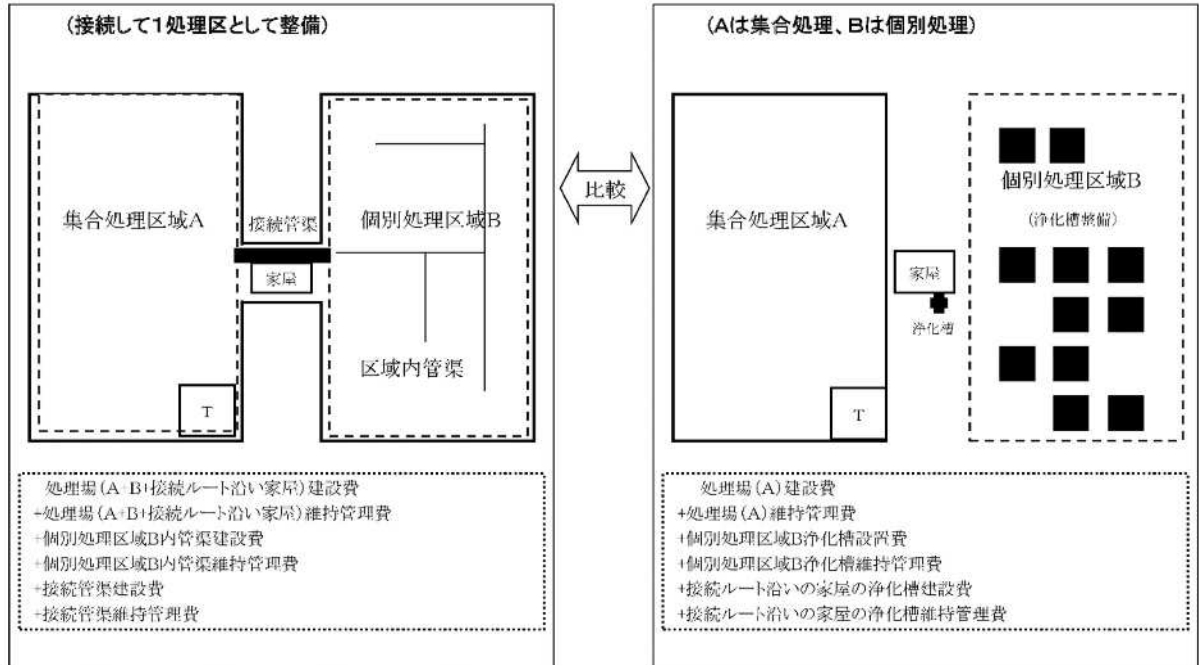 (接続して1処理区として整備)
集合処理区域A
接続管渠
家屋
個別処理区域B
区域内管渠
T
処理場(A+B+接続ルート沿い家屋)建設費
+処理場(A+B+接続ルート沿い家屋)維持管理費
+個別処理区域B内管渠建設費
+個別処理区域B内管渠維持管理費
+接続管渠建設費
+接続管渠維持管理費
比較
(Aは集合処理、Bは個別処理)
集合処理区域A
家屋
浄化槽
個別処理区域B
(浄化槽整備)
T
処理場(A)建設費
+処理場(A)維持管理費
+個別処理区域B浄化槽設置費
+個別処理区域B浄化槽維持管理費
+接続ルート沿いの家屋の浄化槽建設費
+接続ルート沿いの家屋の浄化槽維持管理費